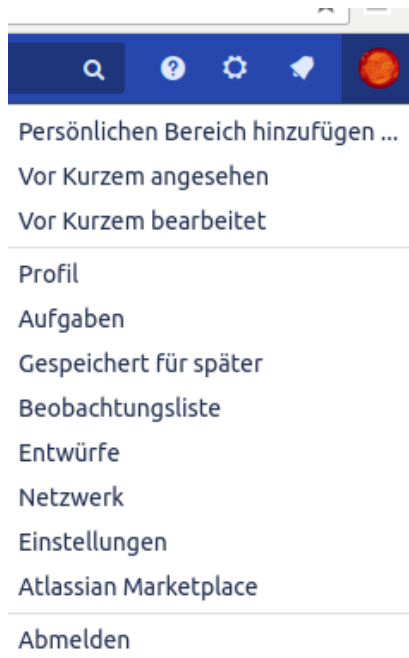 Persönlichen Bereich hinzufügen ...
Vor Kurzem angesehen
Vor Kurzem bearbeitet
Profil
Aufgaben
Gespeichert für später
Beobachtungsliste
Entwürfe
Netzwerk
Einstellungen
Atlassian Marketplace
Abmelden